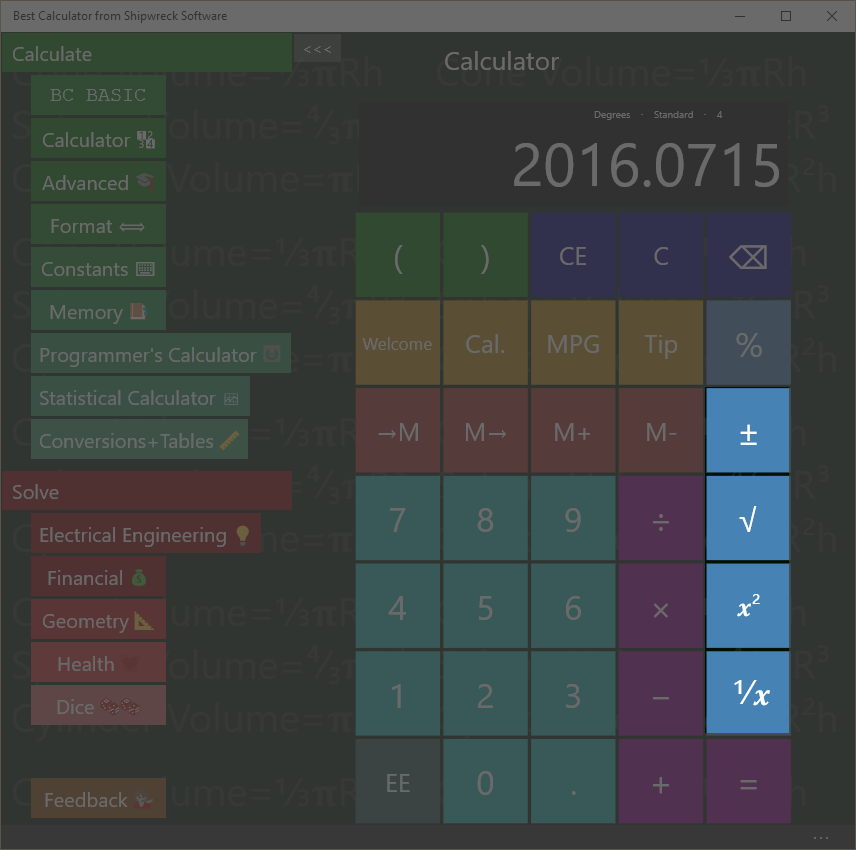 Best Calculator from Shipwreck Software
Calculate
<<<
BC BASIC
Calculator
Advanced
Format
Constants
Memory
Programmer's Calculator
Statistical Calculator
Conversions+Tables
Solve
Electrical Engineering
Financial
Geometry
Health
Dice
Feedback
Calculator
Degrees · Standard · 4
2016.0715
( ) CE C ⌫
Welcome Cal. MPG Tip %
→M M→ M+ M- ±
7 8 9 ÷ √
4 5 6 × x²
1 2 3 − ¹⁄x
EE 0 . + =
...